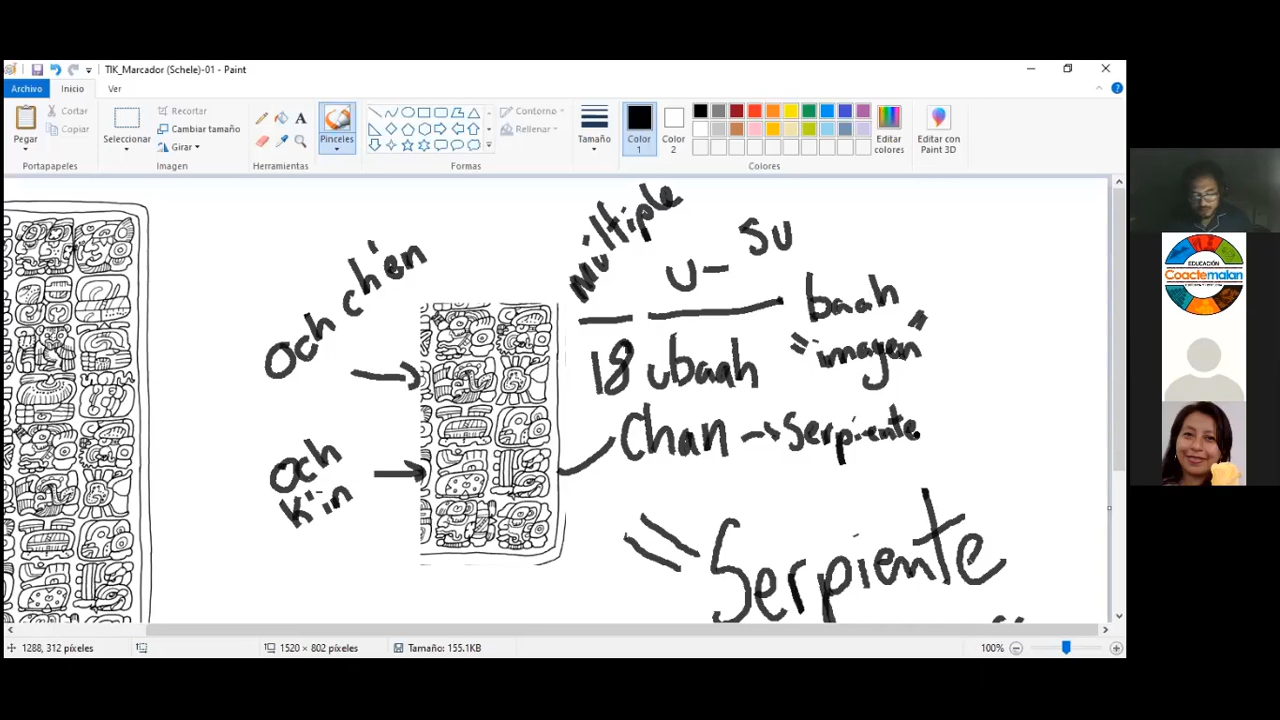 TIK_Marcador (Schele)-01 - Paint
Archivo
Inicio
Ver
Pegar
Cortar
Copiar
Portapapeles
Seleccionar
Recortar
Cambiar tamaño
Girar
Imagen
A
Herramientas
Pinceles
Contorno
Rellenar
Formas
Tamaño
Color 1
Color 2
Editar colores
Colores
Editar con Paint 3D
múltiple
u- su
och ch'en
baah
18 ubaah
"imagen"
Chan → Serpiente
och
k'in
"Serpiente
1288, 312 píxeles
1520 × 802 píxeles
Tamaño: 155.1KB
100%
EDUCACIÓN
Coactemalan